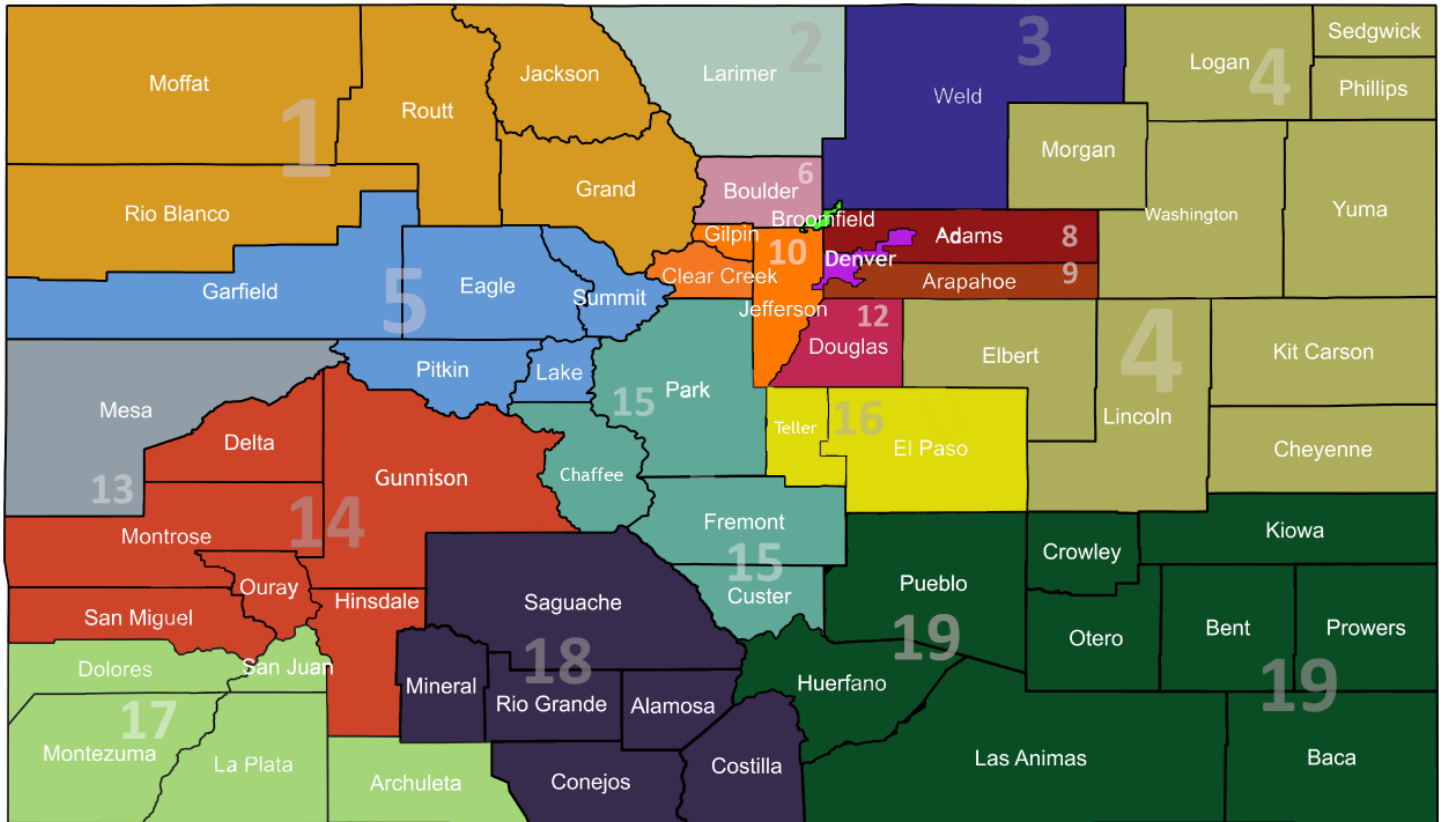 Moffat
Routt
Jackson
Larimer
2
Weld
3
Logan
4
Sedgwick
Phillips
1
Morgan
Rio Blanco
Grand
Boulder
6
Washington
Yuma
Broomfield
Gilpin
10
Adams
8
Denver
Clear Creek
Arapahoe
9
Garfield
5
Eagle
Summit
Jefferson
12
Douglas
Elbert
4
Kit Carson
Pitkin
Lake
Park
15
Mesa
Lincoln
Teller
16
El Paso
Delta
Cheyenne
Gunnison
Chaffee
13
14
Montrose
Fremont
15
Custer
Kiowa
Crowley
Pueblo
Ouray
Hinsdale
Saguache
San Miguel
Otero
Bent
Prowers
19
Dolores
San Juan
18
Mineral
Rio Grande
Alamosa
Huerfano
19
17
Montezuma
La Plata
Archuleta
Conejos
Costilla
Las Animas
Baca